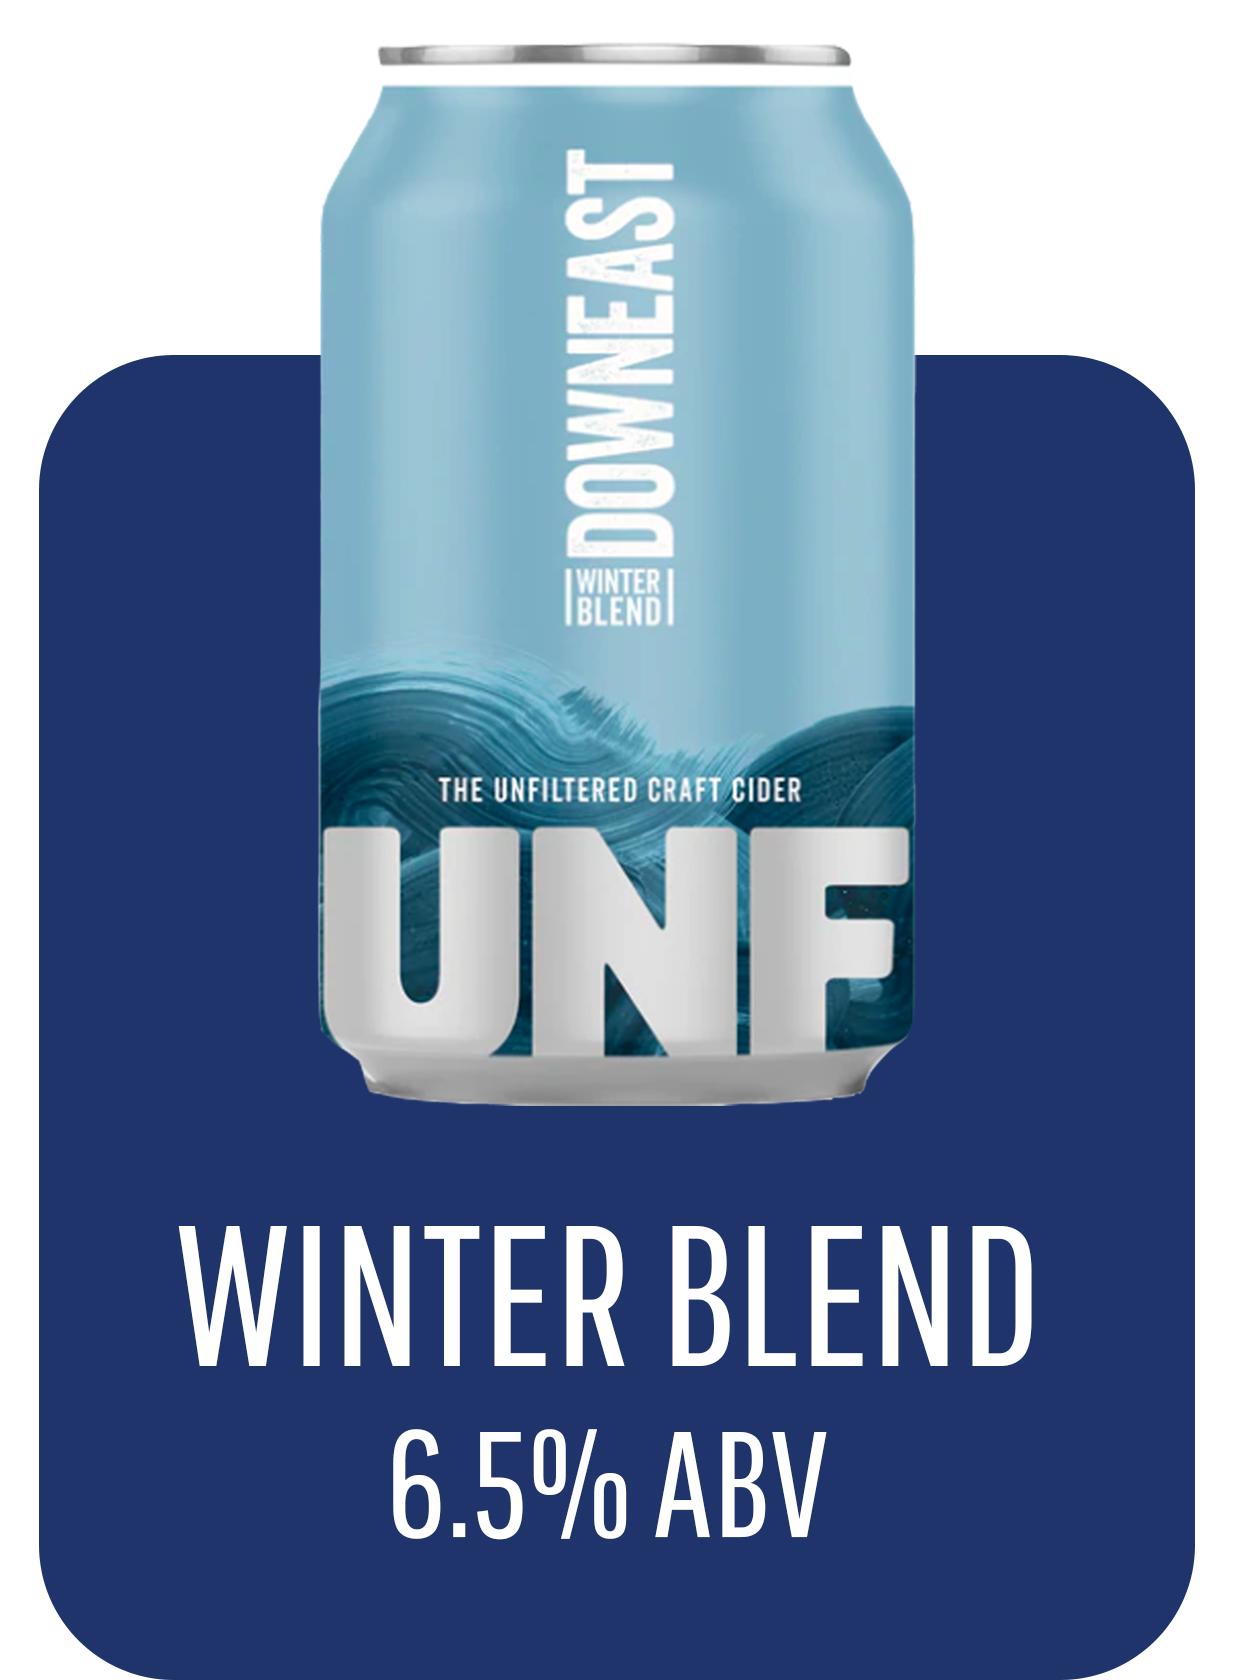 DOWNEAST
WINTER
BLEND
THE UNFILTERED CRAFT CIDER
UNF
WINTER BLEND
6.5% ABV